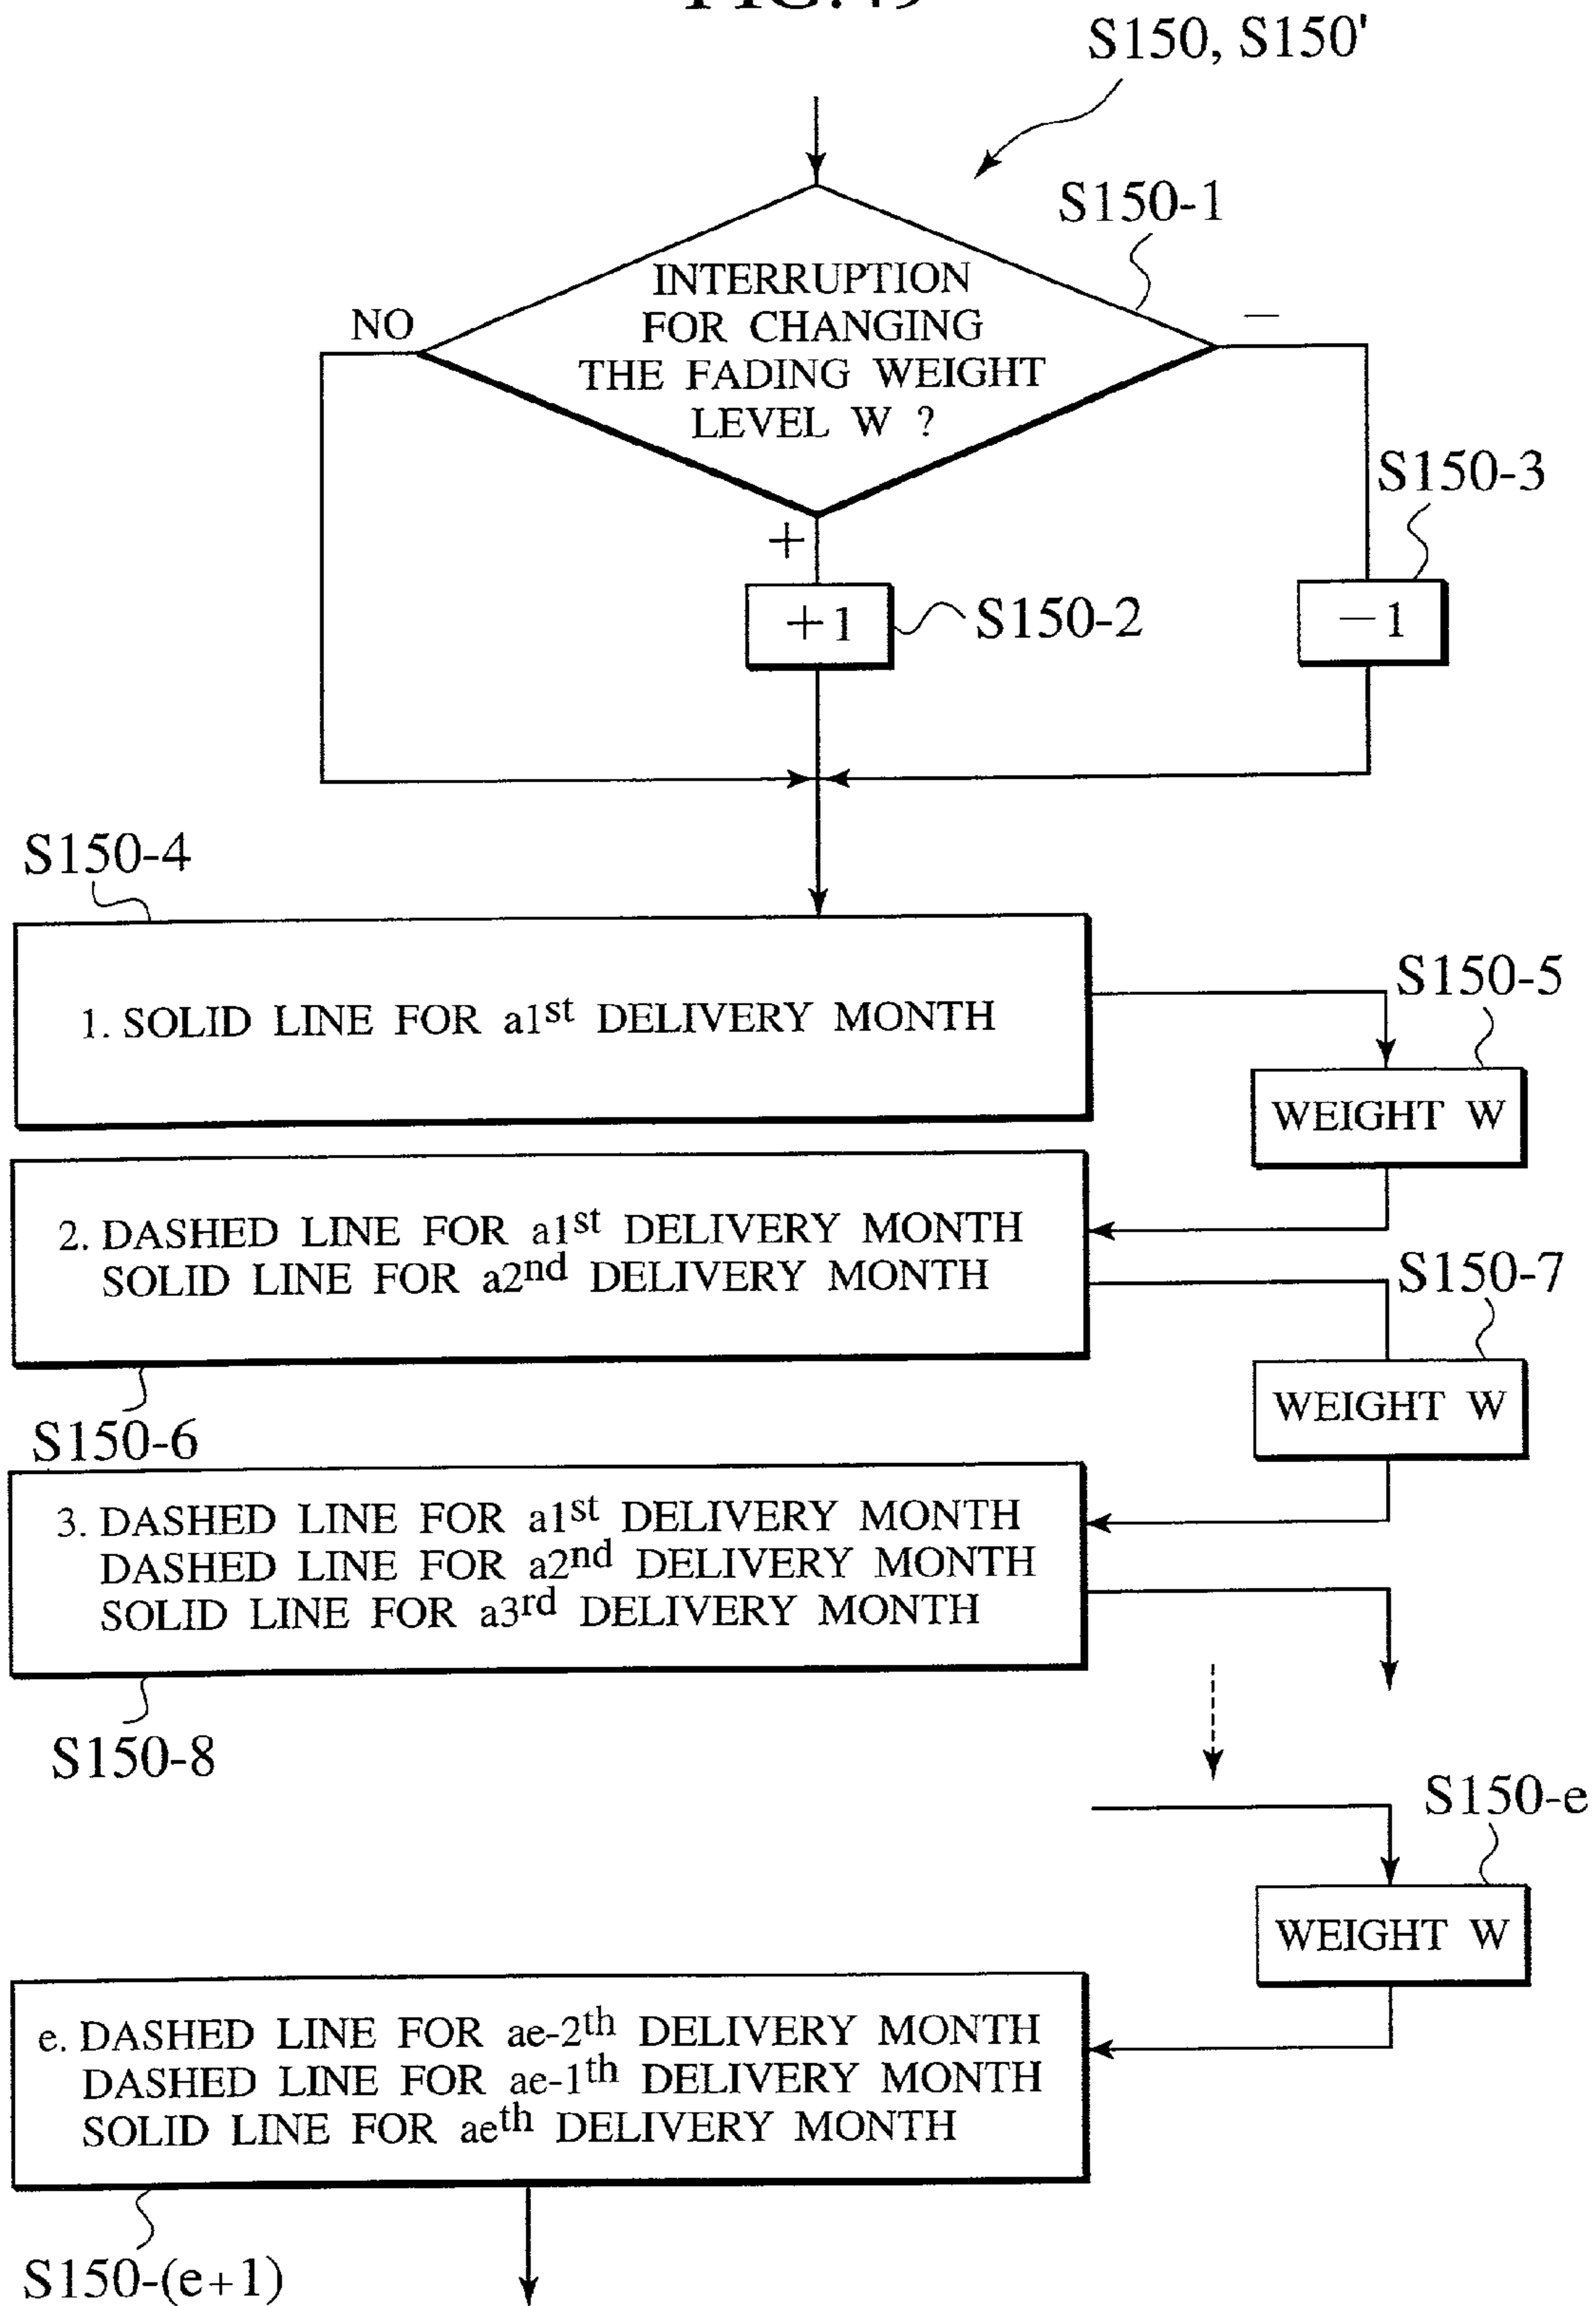 S150, S150'
S150-1
INTERRUPTION
FOR CHANGING
THE FADING WEIGHT
LEVEL W ?
NO
—
+
S150-3
+1
S150-2
—1
S150-4
1. SOLID LINE FOR a1st DELIVERY MONTH
S150-5
WEIGHT W
2. DASHED LINE FOR a1st DELIVERY MONTH
SOLID LINE FOR a2nd DELIVERY MONTH
S150-7
WEIGHT W
S150-6
3. DASHED LINE FOR a1st DELIVERY MONTH
DASHED LINE FOR a2nd DELIVERY MONTH
SOLID LINE FOR a3rd DELIVERY MONTH
S150-8
S150-e
WEIGHT W
e. DASHED LINE FOR ae-2th DELIVERY MONTH
DASHED LINE FOR ae-1th DELIVERY MONTH
SOLID LINE FOR aeth DELIVERY MONTH
S150-(e+1)